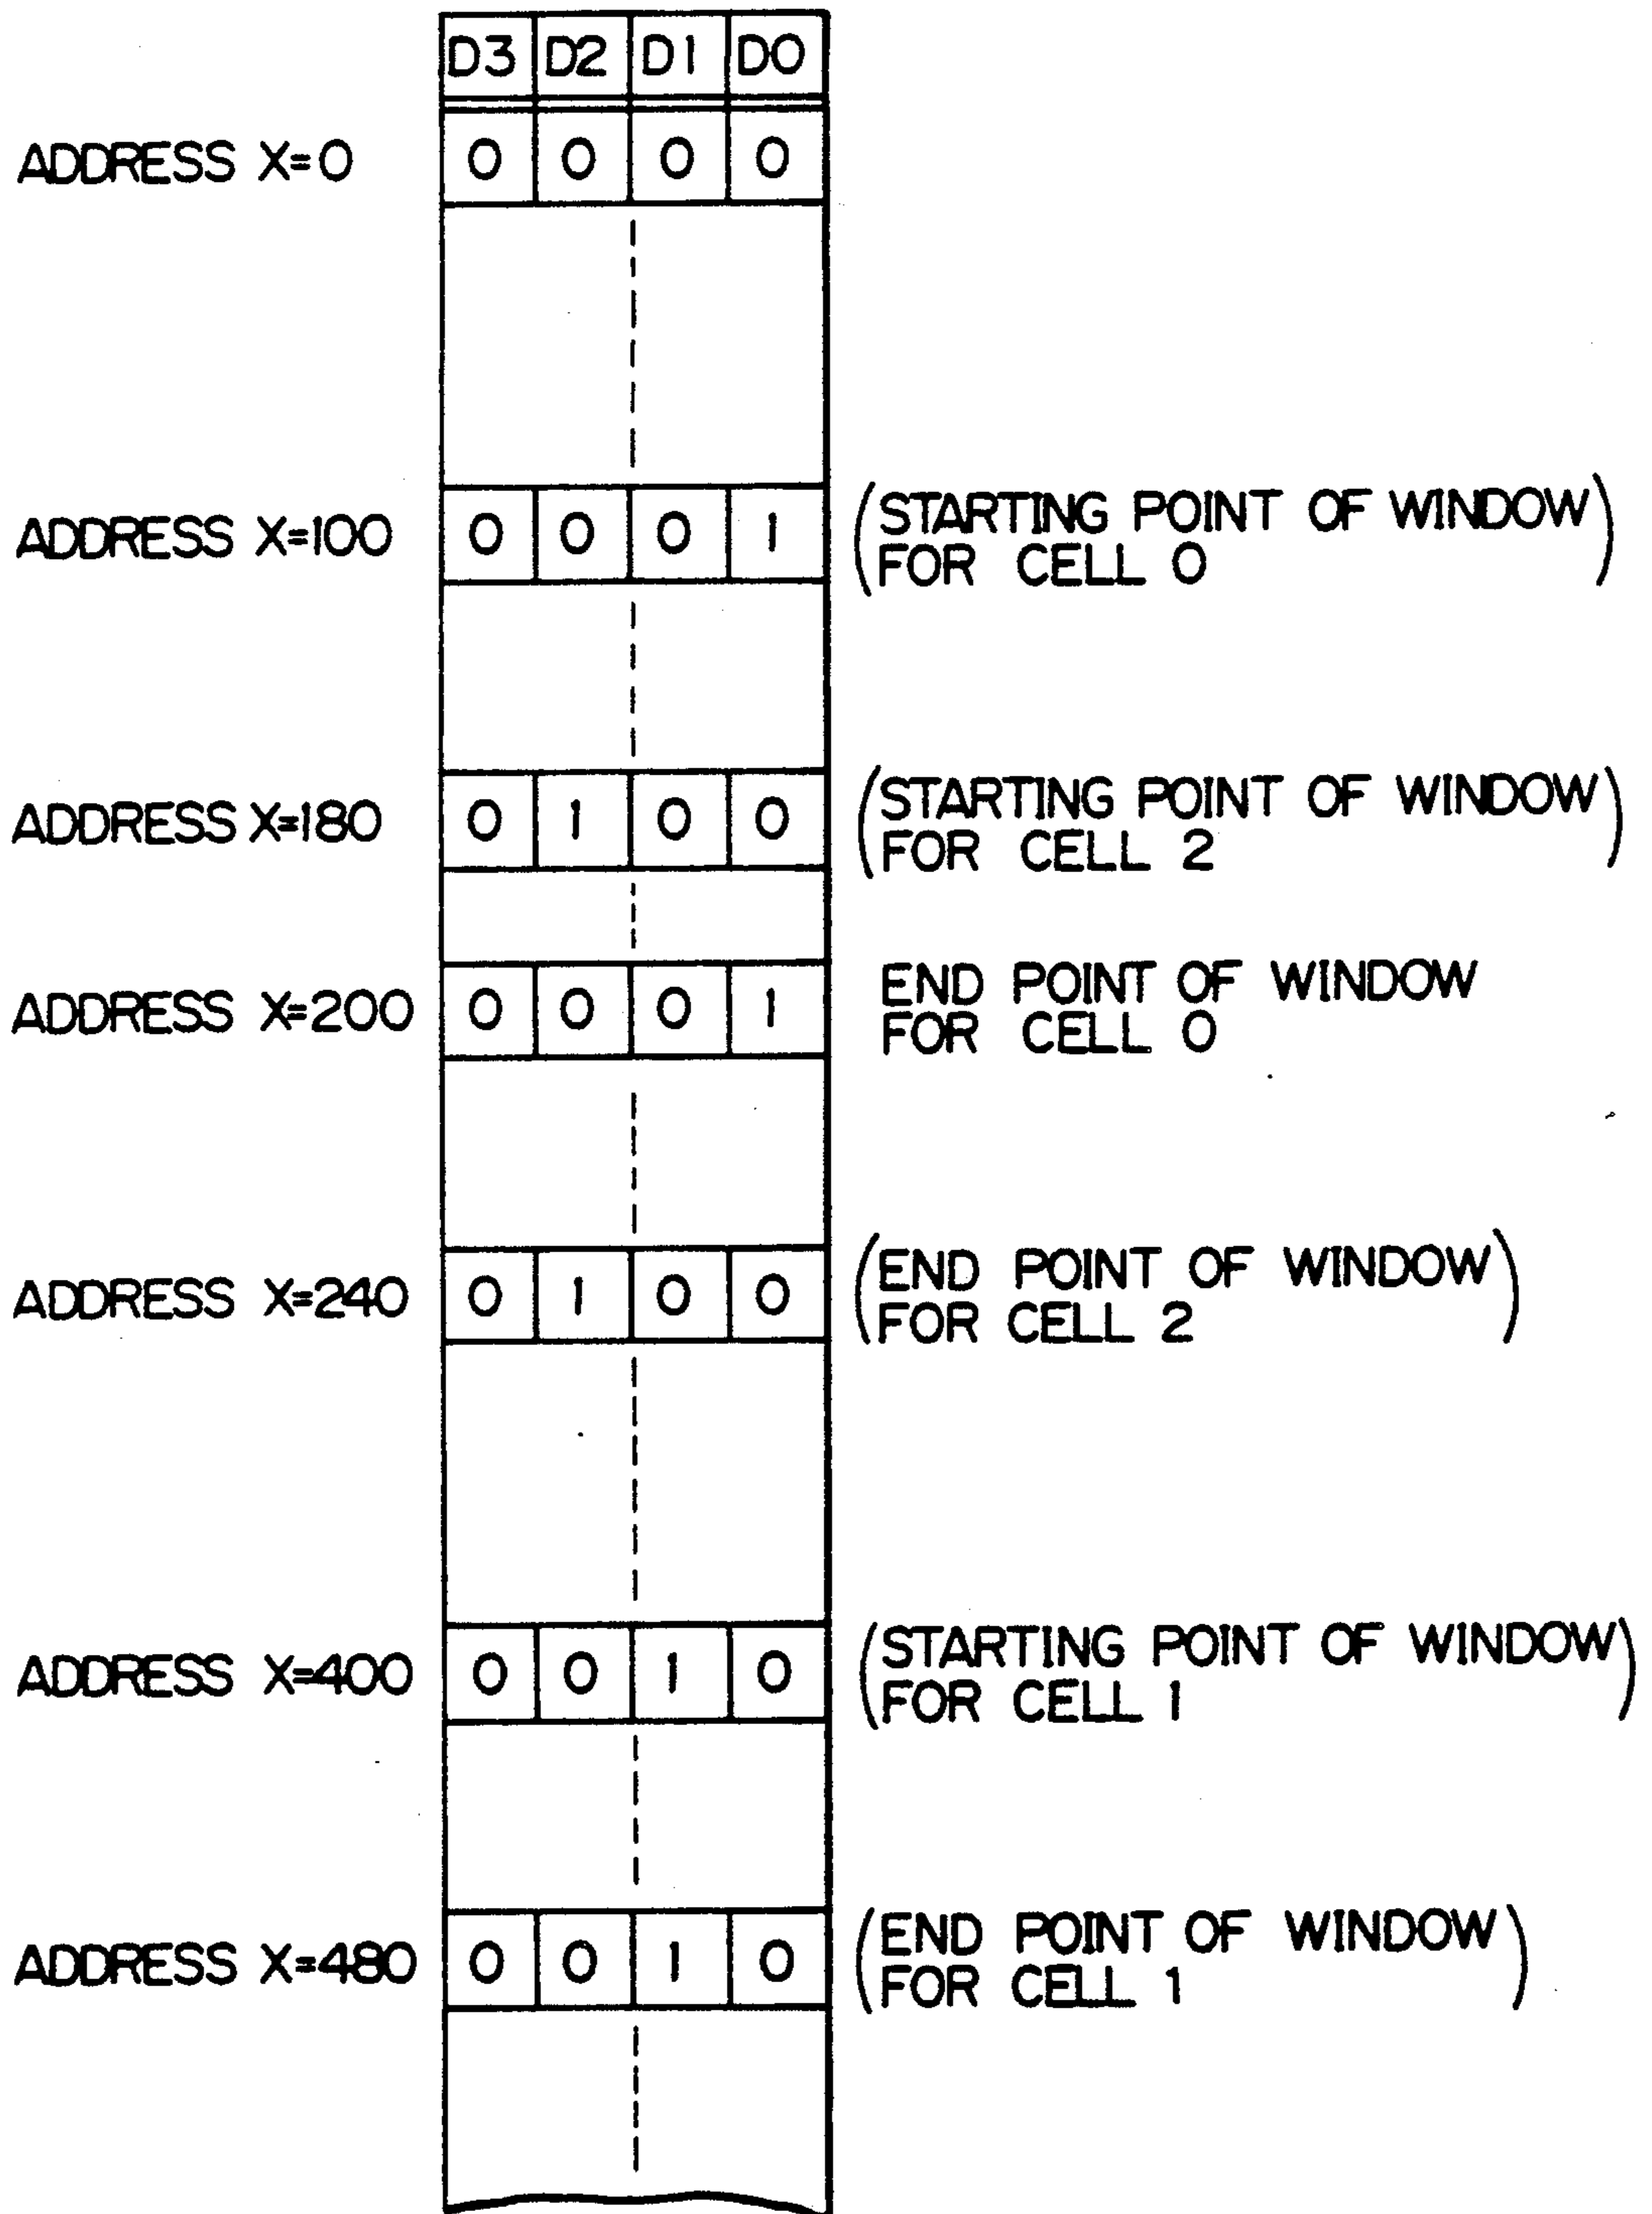 D3 D2 D1 D0
ADDRESS X=0 0 0 0 0
ADDRESS X=100 0 0 0 1 (STARTING POINT OF WINDOW
FOR CELL 0)
ADDRESS X=180 0 1 0 0 (STARTING POINT OF WINDOW
FOR CELL 2)
ADDRESS X=200 0 0 0 1 END POINT OF WINDOW
FOR CELL 0
ADDRESS X=240 0 1 0 0 (END POINT OF WINDOW
FOR CELL 2)
ADDRESS X=400 0 0 1 0 (STARTING POINT OF WINDOW
FOR CELL 1)
ADDRESS X=480 0 0 1 0 (END POINT OF WINDOW
FOR CELL 1)